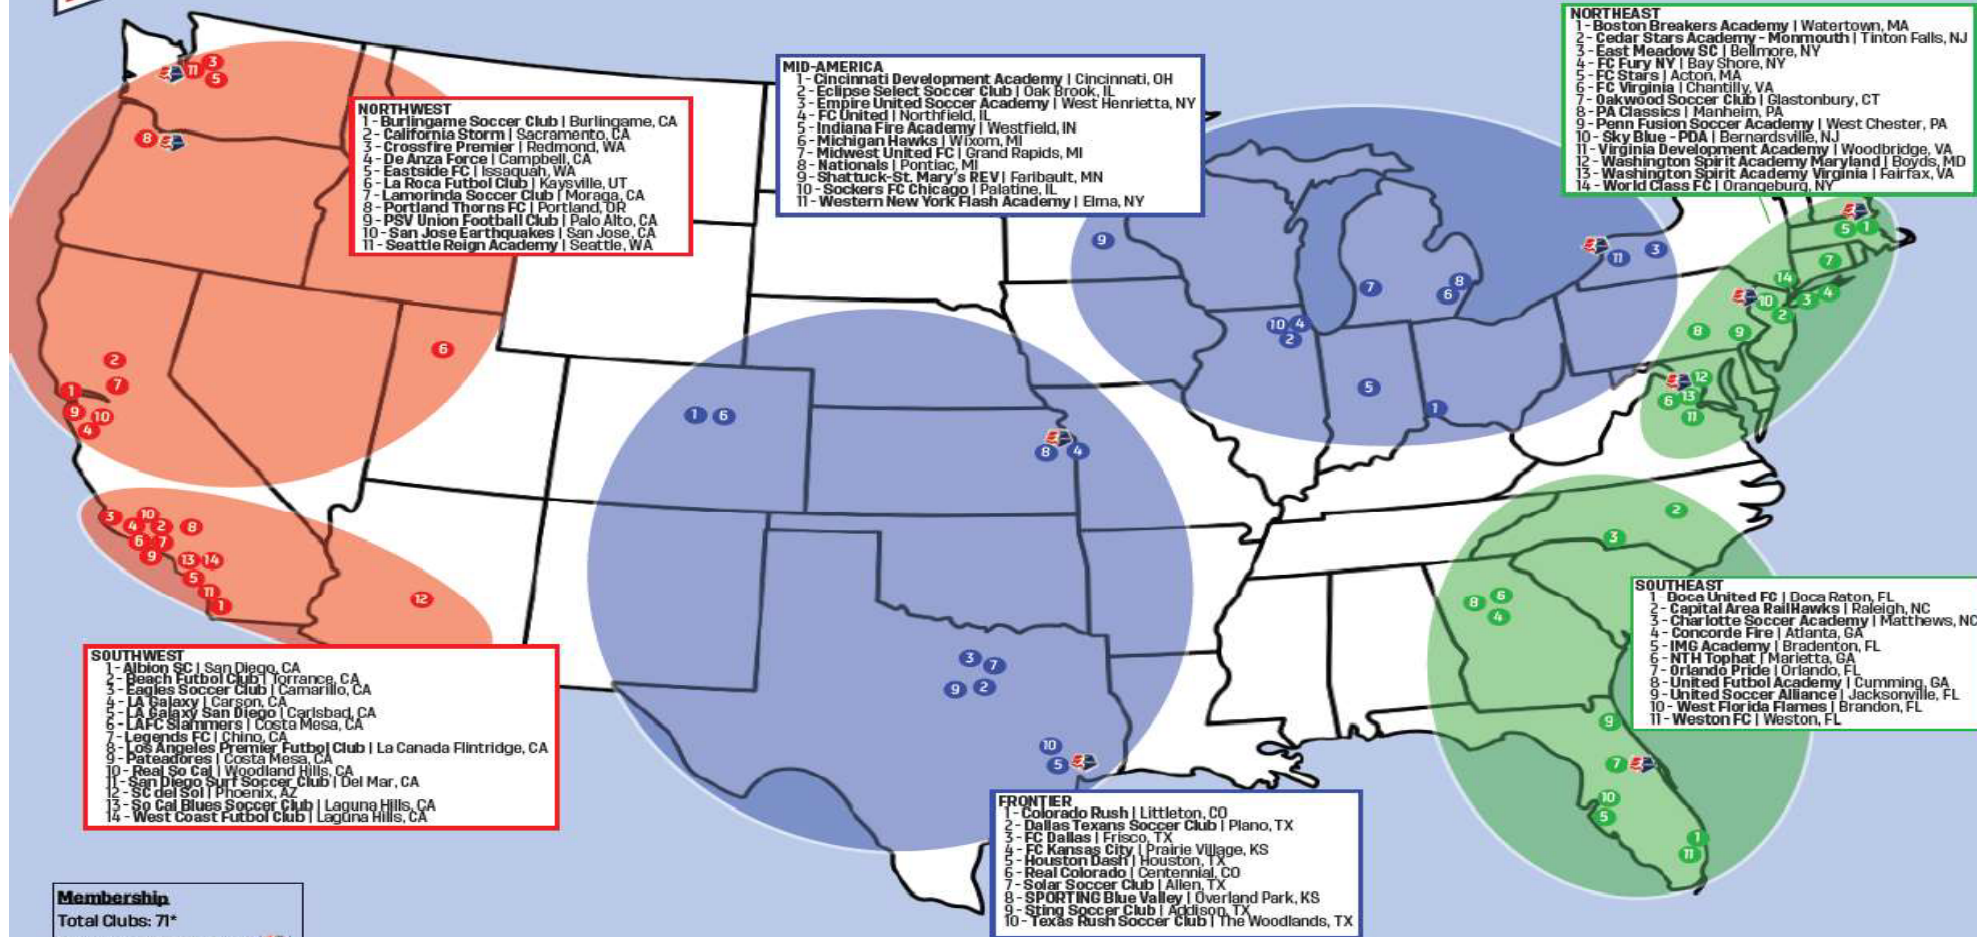 NORTHWEST
1 - Burlingame Soccer Club | Burlingame, CA
2 - California Storm | Sacramento, CA
3 - Crossfire Premier | Redmond, WA
4 - De Anza Force | Campbell, CA
5 - Eastside FC | Issaquah, WA
6 - La Roca Futbol Club | Kaysville, UT
7 - Lamorinda Soccer Club | Moraga, CA
8 - Portland Thorns FC | Portland, OR
9 - PSV Union Football Club | Palo Alto, CA
10 - San Jose Earthquakes | San Jose, CA
11 - Seattle Reign Academy | Seattle, WA
MID-AMERICA
1 - Cincinnati Development Academy | Cincinnati, OH
2 - Eclipse Select Soccer Club | Oak Brook, IL
3 - Empire United Soccer Academy | West Henrietta, NY
4 - FC United | Northfield, IL
5 - Indiana Fire Academy | Westfield, IN
6 - Michigan Hawks | Wixom, MI
7 - Midwest United FC | Grand Rapids, MI
8 - Nationals | Pontiac, MI
9 - Shattuck-St. Mary's REV | Faribault, MN
10 - Sockers FC Chicago | Palatine, IL
11 - Western New York Flash Academy | Elma, NY
NORTHEAST
1 - Boston Breakers Academy | Watertown, MA
2 - Cedar Stars Academy - Monmouth | Tinton Falls, NJ
3 - East Meadow SC | Bellmore, NY
4 - FC Fury NY | Bay Shore, NY
5 - FC Stars | Acton, MA
6 - FC Virginia | Chantilly, VA
7 - Oakwood Soccer Club | Glastonbury, CT
8 - PA Classics | Manheim, PA
9 - Penn Fusion Soccer Academy | West Chester, PA
10 - Sky Blue - PDA | Bernardsville, NJ
11 - Virginia Development Academy | Woodbridge, VA
12 - Washington Spirit Academy Maryland | Boyds, MD
13 - Washington Spirit Academy Virginia | Fairfax, VA
14 - World Class FC | Orangeburg, NY
SOUTHWEST
1 - Albion SC | San Diego, CA
2 - Beach Futbol Club | Torrance, CA
3 - Eagles Soccer Club | Camarillo, CA
4 - LA Galaxy | Carson, CA
5 - LA Galaxy San Diego | Carlsbad, CA
6 - LAFC Slammers | Costa Mesa, CA
7 - Legends FC | Chino, CA
8 - Los Angeles Premier Futbol Club | La Canada Flintridge, CA
9 - Pateadores | Costa Mesa, CA
10 - Real So Cal | Woodland Hills, CA
11 - San Diego Surf Soccer Club | Del Mar, CA
12 - SC del Sol | Phoenix, AZ
13 - So Cal Blues Soccer Club | Laguna Hills, CA
14 - West Coast Futbol Club | Laguna Hills, CA
FRONTIER
1 - Colorado Rush | Littleton, CO
2 - Dallas Texans Soccer Club | Plano, TX
3 - FC Dallas | Frisco, TX
4 - FC Kansas City | Prairie Village, KS
5 - Houston Dash | Houston, TX
6 - Real Colorado | Centennial, CO
7 - Solar Soccer Club | Allen, TX
8 - SPORTING Blue Valley | Overland Park, KS
9 - Sting Soccer Club | Addison, TX
10 - Texas Rush Soccer Club | The Woodlands, TX
SOUTHEAST
1 - Boca United FC | Boca Raton, FL
2 - Capital Area RailHawks | Raleigh, NC
3 - Charlotte Soccer Academy | Matthews, NC
4 - Concorde Fire | Atlanta, GA
5 - IMG Academy | Bradenton, FL
6 - NTH Tophat | Marietta, GA
7 - Orlando Pride | Orlando, FL
8 - United Futbol Academy | Cumming, GA
9 - United Soccer Alliance | Jacksonville, FL
10 - West Florida Flames | Brandon, FL
11 - Weston FC | Weston, FL
Membership
Total Clubs: 71*